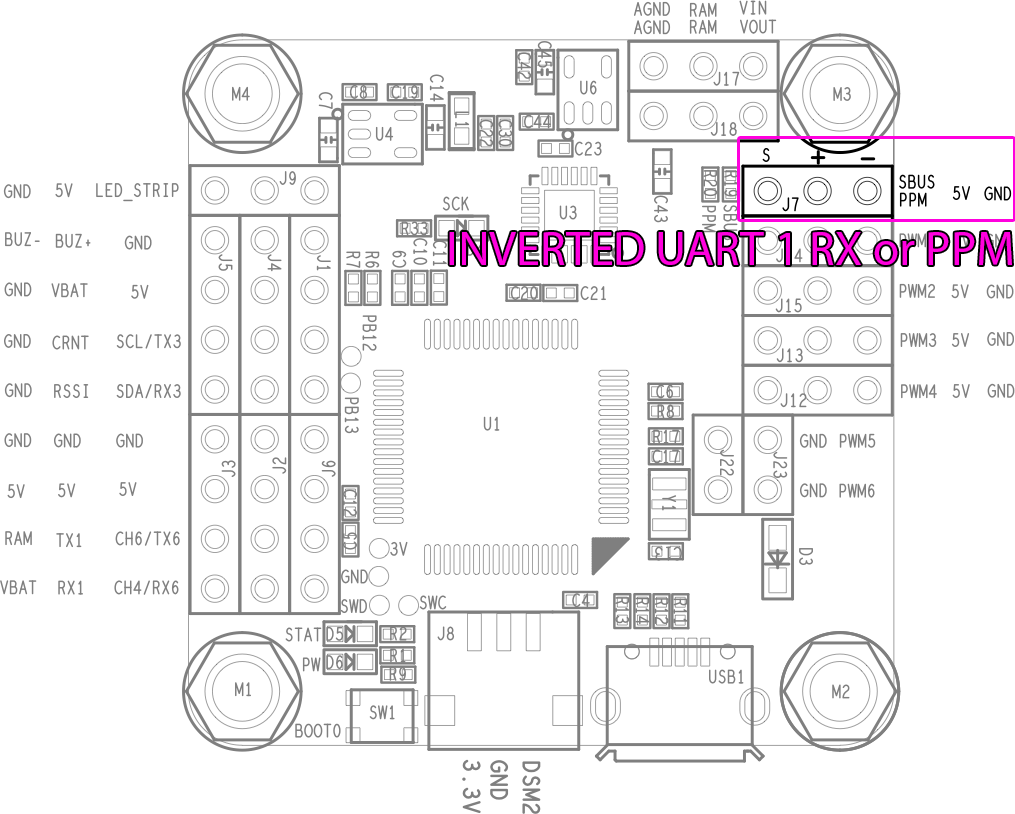 AGND RAM VIN
AGND RAM VOUT
M4
M3
C7
C8
C19
C14
C42
C45
U6
J17
J18
U4
L1
C22
C30
C44
C23
C43
R20
R19
PPM
S + −
J7
SBUS
PPM 5V GND
INVERTED UART 1 RX or PPM
GND 5V LED_STRIP
J9
BUZ- BUZ+ GND
GND VBAT 5V
GND CRNT SCL/TX3
GND RSSI SDA/RX3
J5
J4
J1
SCK
R33
U3
R7
R6
C9
C10
C11
C20
C21
PB12
PB13
U1
J14
J15
PWM2 5V GND
J13
PWM3 5V GND
J12
PWM4 5V GND
C6
R8
R17
C17
Y1
J22
J23
GND PWM5
GND PWM6
D3
GND GND GND
5V 5V 5V
RAM TX1 CH6/TX6
VBAT RX1 CH4/RX6
J3
J2
J6
C12
3V
GND
SWD
SWC
C4
R13
R14
R12
R11
STAT D5 R2
PW D6 R1
R9
J8
USB1
M1
M2
SW1
BOOT0
3.3V
GND
DSM2